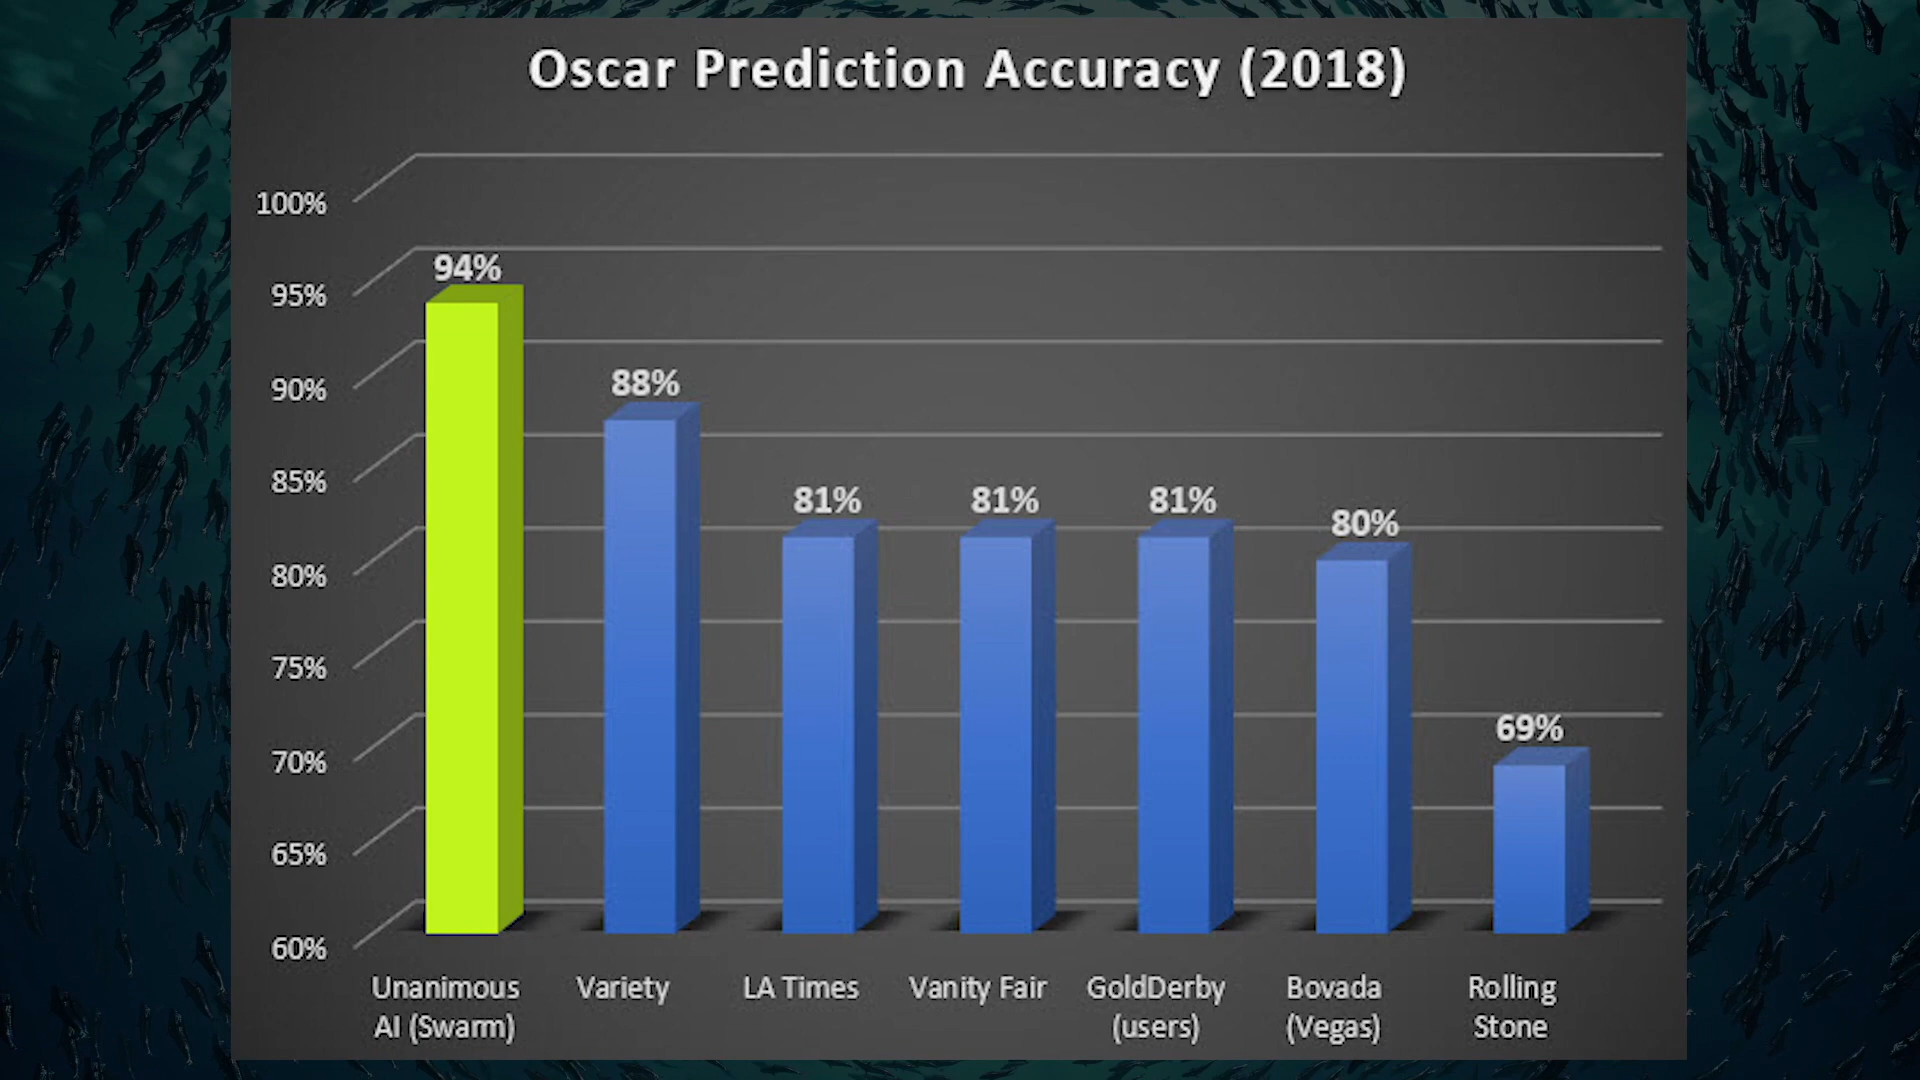 Oscar Prediction Accuracy (2018)
100%
95%
90%
85%
80%
75%
70%
65%
60%
94%
88%
81%
81%
81%
80%
69%
Unanimous
AI (Swarm)
Variety
LA Times
Vanity Fair
GoldDerby
(users)
Bovada
(Vegas)
Rolling
Stone